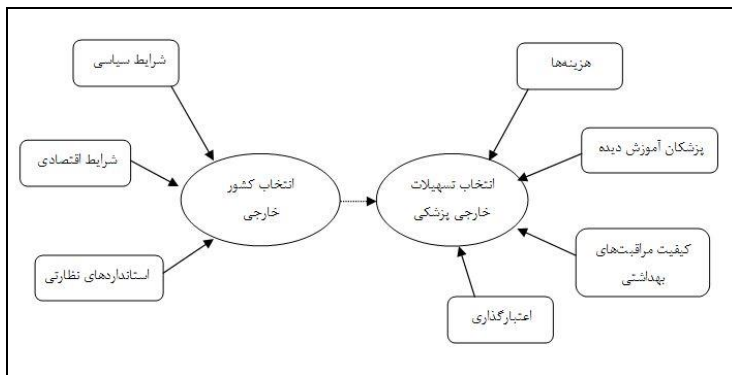 شرایط سیاسی
هزینه‌ها
شرایط اقتصادی
انتخاب کشور
خارجی
انتخاب تسهیلات
خارجی پزشکی
پزشکان آموزش دیده
استانداردهای نظارتی
کیفیت مراقبت‌های
بهداشتی
اعتبارگذاری